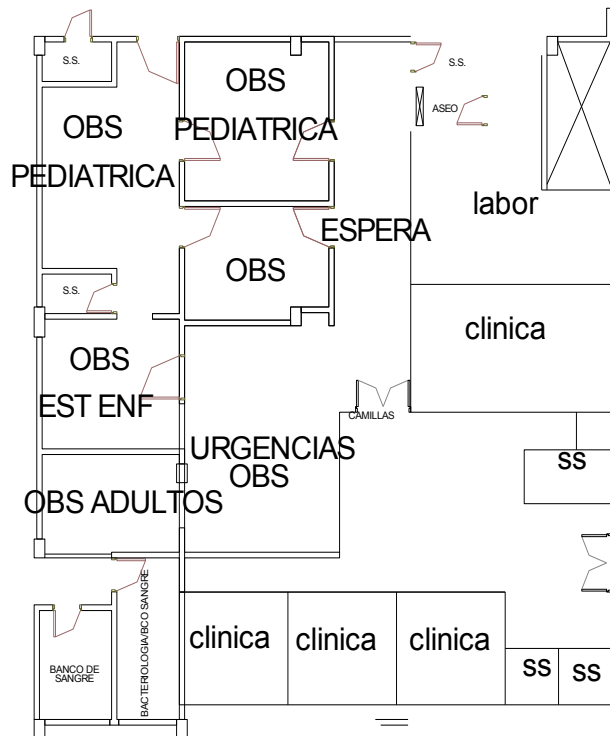 S.S.
S.S.
OBS
PEDIATRICA
ASEO
OBS
PEDIATRICA
labor
ESPERA
OBS
S.S.
clinica
OBS
EST ENF
CAMILLAS
URGENCIAS
OBS
SS
OBS ADULTOS
BACTERIOLOGIA/BCO SANGRE
clinica
clinica
clinica
BANCO DE
SANGRE
SS
SS